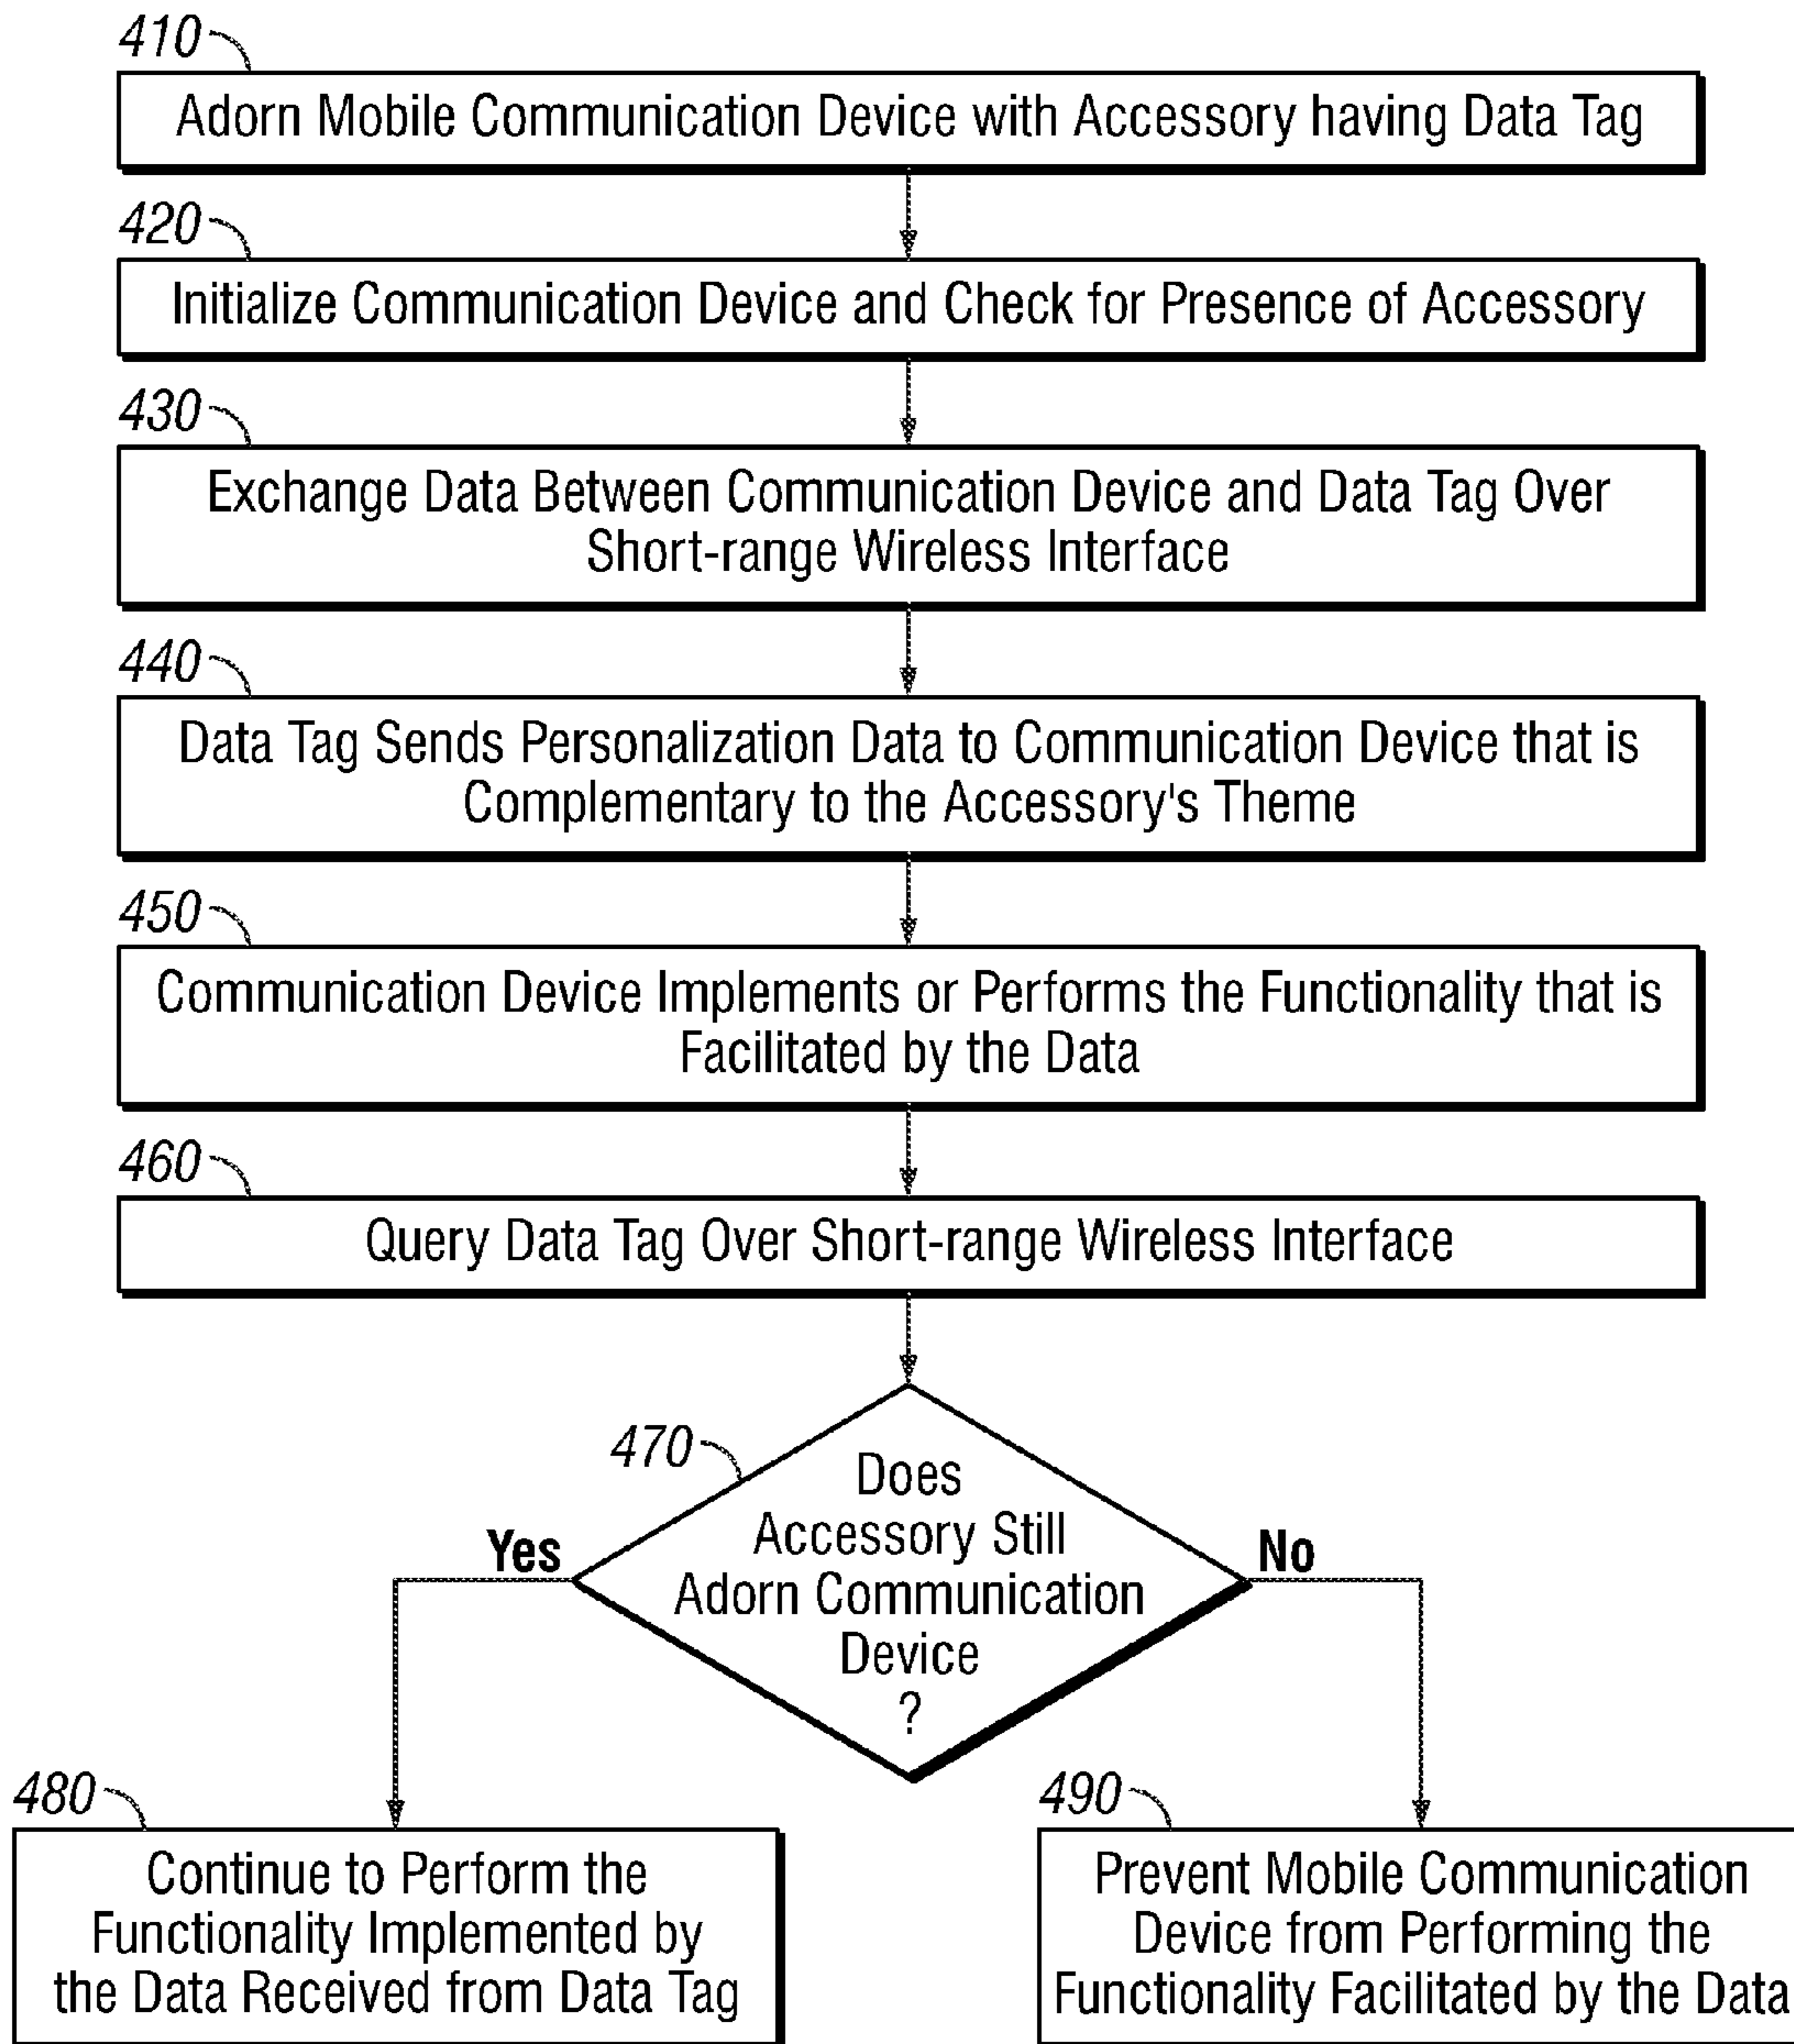 410
Adorn Mobile Communication Device with Accessory having Data Tag
420
Initialize Communication Device and Check for Presence of Accessory
430
Exchange Data Between Communication Device and Data Tag Over
Short-range Wireless Interface
440
Data Tag Sends Personalization Data to Communication Device that is
Complementary to the Accessory's Theme
450
Communication Device Implements or Performs the Functionality that is
Facilitated by the Data
460
Query Data Tag Over Short-range Wireless Interface
470
Does
Accessory Still
Adorn Communication
Device
?
Yes
No
480
Continue to Perform the
Functionality Implemented by
the Data Received from Data Tag
490
Prevent Mobile Communication
Device from Performing the
Functionality Facilitated by the Data